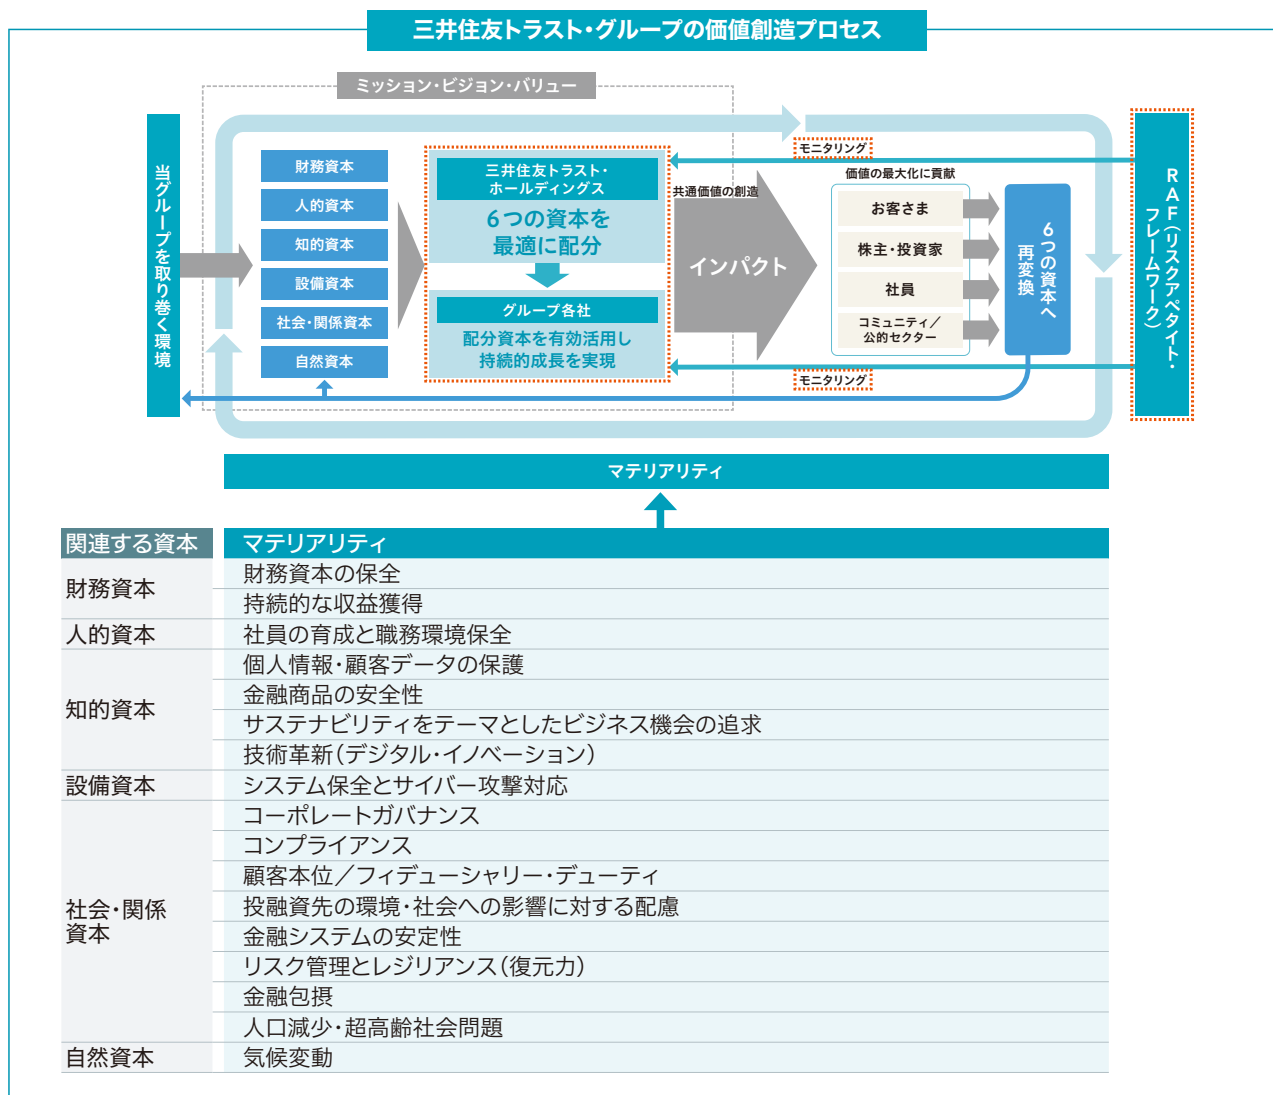 三井住友トラスト・グループの価値創造プロセス
ミッション・ビジョン・バリュー
当グループを取り巻く環境
財務資本
人的資本
知的資本
設備資本
社会・関係資本
自然資本
三井住友トラスト・
ホールディングス
6つの資本を
最適に配分
グループ各社
配分資本を有効活用し
持続的成長を実現
共通価値の創造
インパクト
モニタリング
価値の最大化に貢献
お客さま
株主・投資家
社員
コミュニティ／
公的セクター
モニタリング
6つの資本へ
再変換
RAF（リスクアペタイト・
フレームワーク）
マテリアリティ
関連する資本 マテリアリティ
財務資本
財務資本の保全
持続的な収益獲得
人的資本 社員の育成と職務環境保全
知的資本
個人情報・顧客データの保護
金融商品の安全性
サステナビリティをテーマとしたビジネス機会の追求
技術革新（デジタル・イノベーション）
設備資本 システム保全とサイバー攻撃対応
社会・関係
資本
コーポレートガバナンス
コンプライアンス
顧客本位／フィデューシャリー・デューティ
投融資先の環境・社会への影響に対する配慮
金融システムの安定性
リスク管理とレジリアンス（復元力）
金融包摂
人口減少・超高齢社会問題
自然資本 気候変動